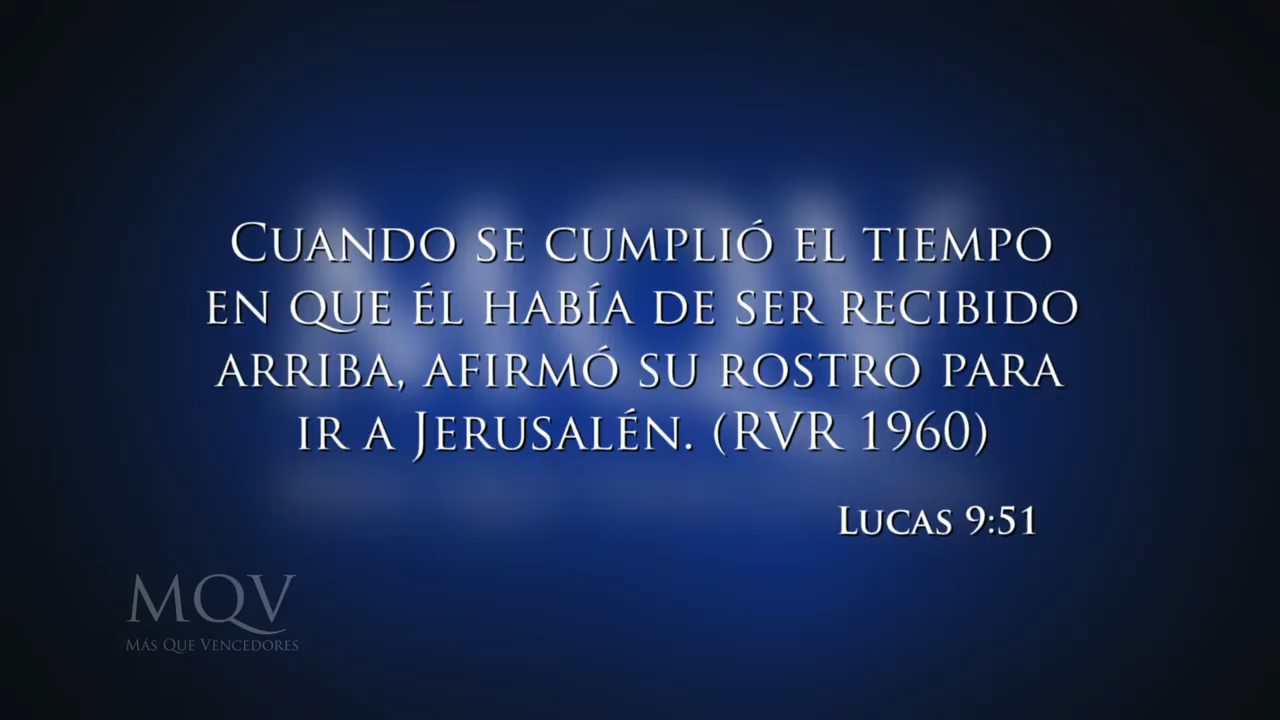 Cuando se cumplió el tiempo
en que él había de ser recibido
arriba, afirmó su rostro para
ir a Jerusalén. (RVR 1960)
Lucas 9:51
MQV
Más Que Vencedores